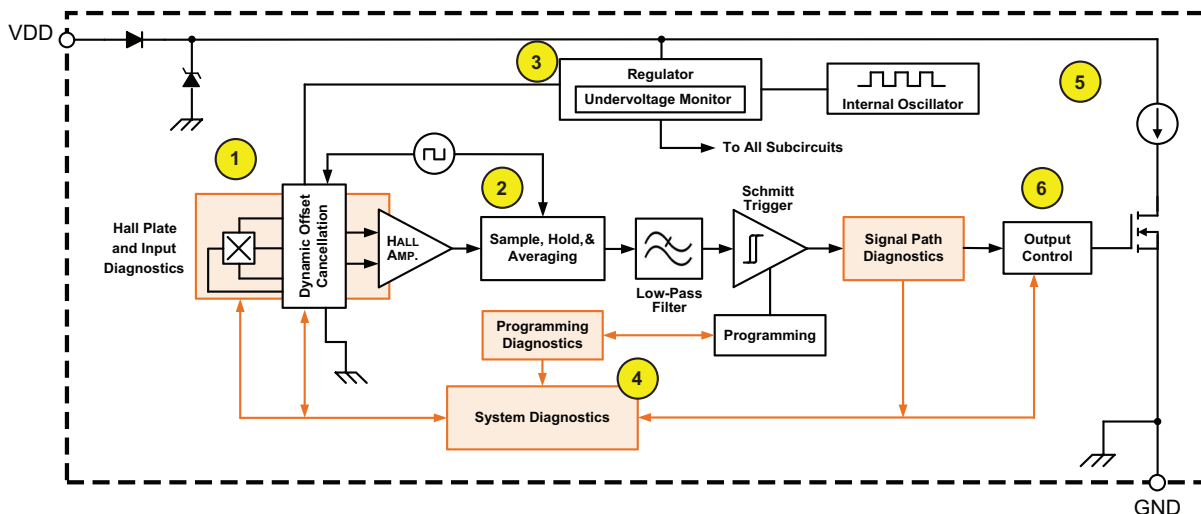 VDD
3
5
Regulator
Undervoltage Monitor
Internal Oscillator
To All Subcircuits
1
2
6
Hall Plate
and Input
Diagnostics
Dynamic Offset
Cancellation
HALL
AMP.
Sample, Hold,&
Averaging
Low-Pass
Filter
Schmitt
Trigger
Signal Path
Diagnostics
Output
Control
Programming
Diagnostics
Programming
4
System Diagnostics
GND